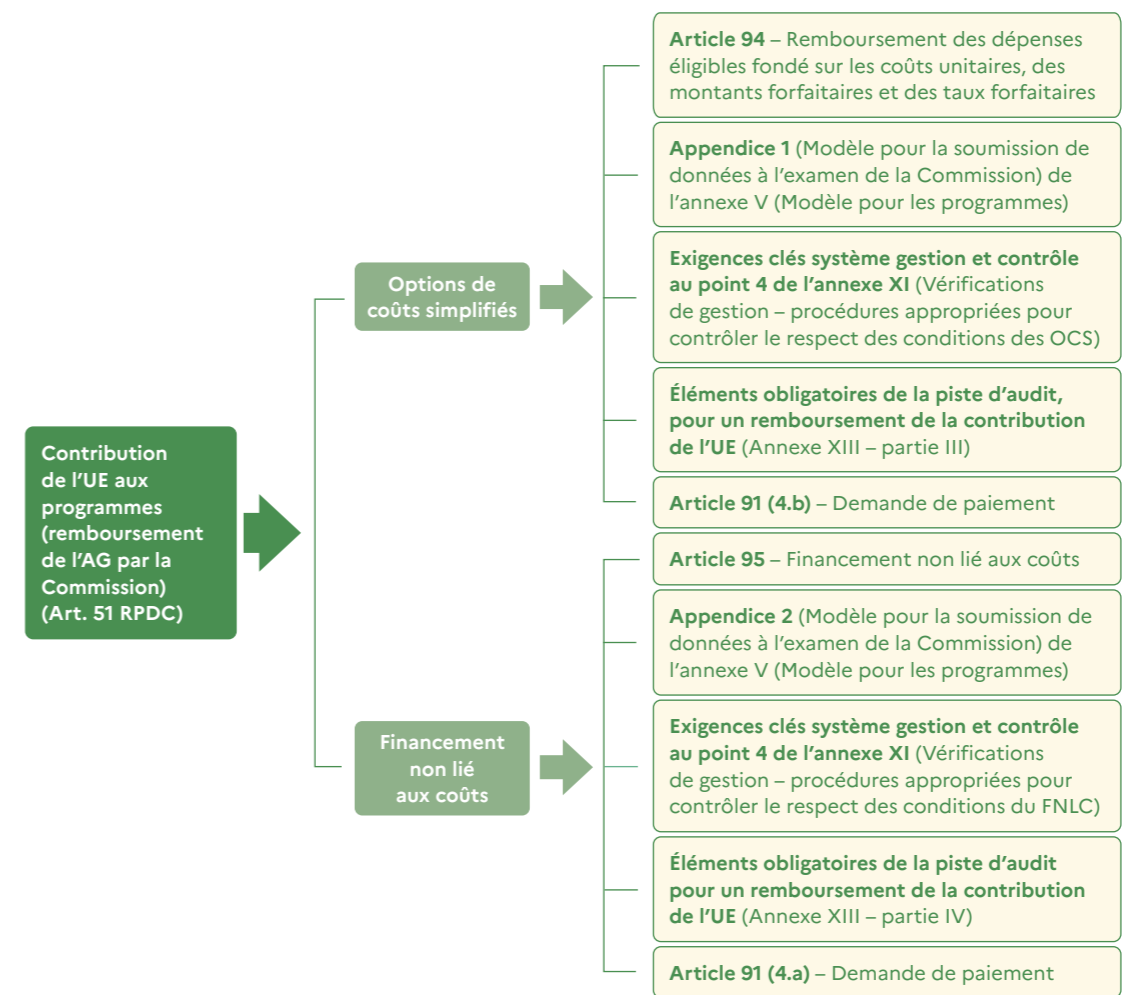 Contribution
de l'UE aux
programmes
(remboursement
de l'AG par la
Commission)
(Art. 51 RPDC)
Options de
coûts simplifiés
Article 94 – Remboursement des dépenses
éligibles fondé sur les coûts unitaires, des
montants forfaitaires et des taux forfaitaires
Appendice 1 (Modèle pour la soumission de
données à l'examen de la Commission) de
l'annexe V (Modèle pour les programmes)
Exigences clés système gestion et contrôle
au point 4 de l'annexe XI (Vérifications
de gestion – procédures appropriées pour
contrôler le respect des conditions des OCS)
Éléments obligatoires de la piste d'audit,
pour un remboursement de la contribution
de l'UE (Annexe XIII – partie III)
Article 91 (4.b) – Demande de paiement
Financement
non lié
aux coûts
Article 95 – Financement non lié aux coûts
Appendice 2 (Modèle pour la soumission de
données à l'examen de la Commission) de
l'annexe V (Modèle pour les programmes)
Exigences clés système gestion et contrôle
au point 4 de l'annexe XI (Vérifications
de gestion – procédures appropriées pour
contrôler le respect des conditions du FNLC)
Éléments obligatoires de la piste d'audit
pour un remboursement de la contribution
de l'UE (Annexe XIII – partie IV)
Article 91 (4.a) – Demande de paiement